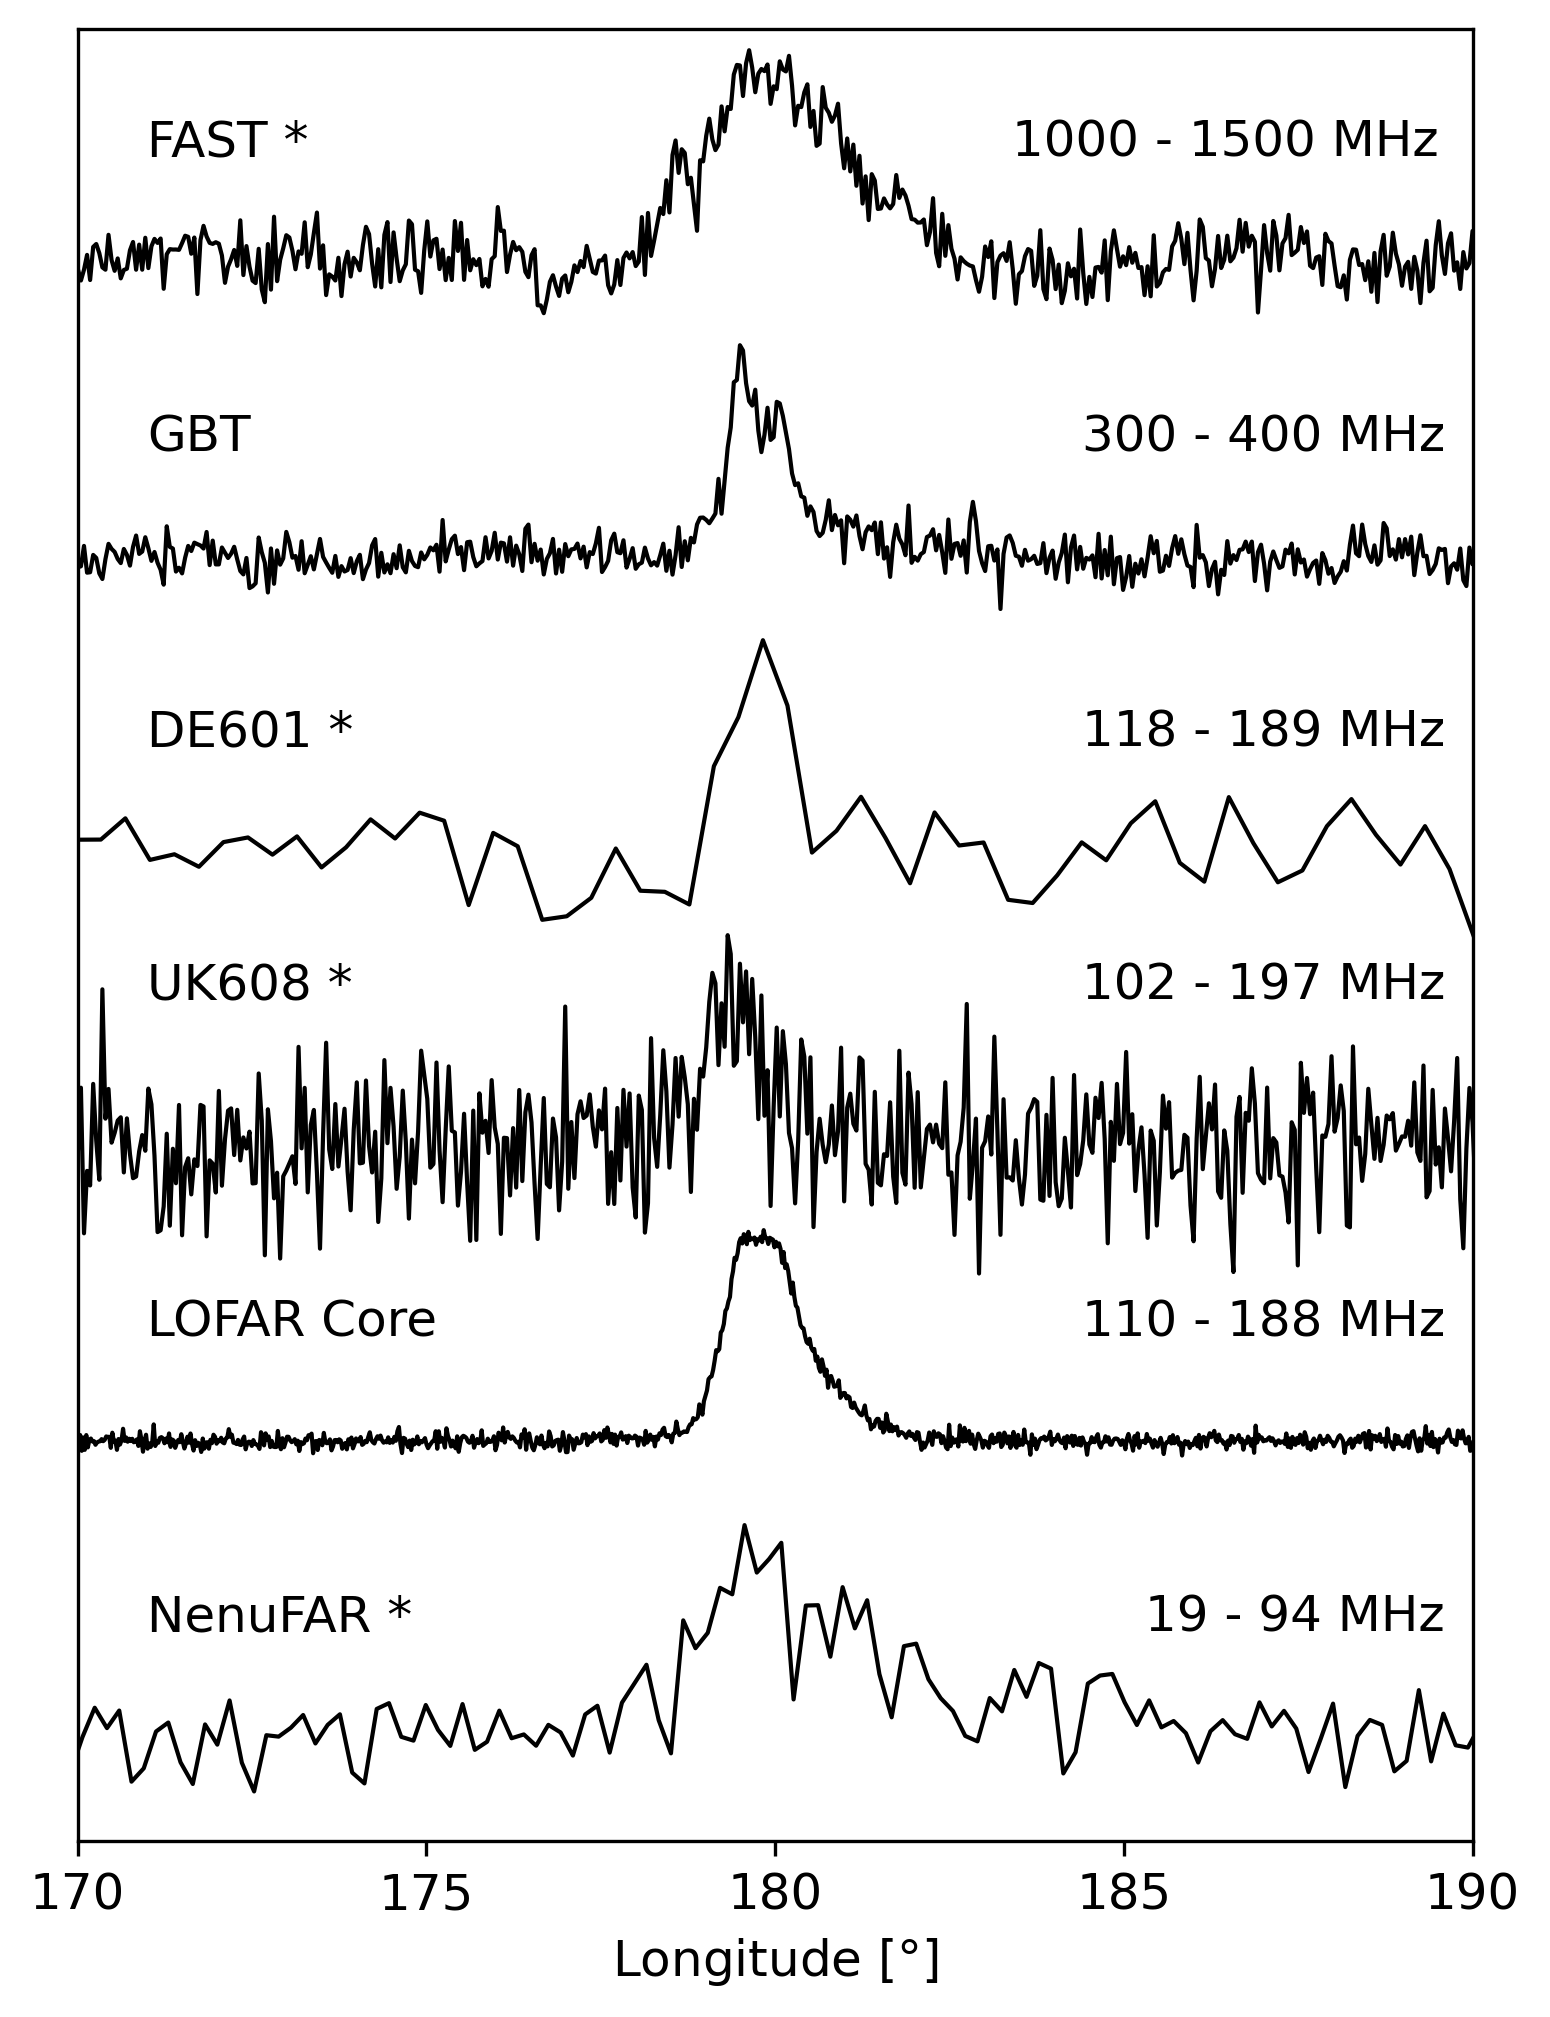 FAST * 1000 - 1500 MHz
GBT 300 - 400 MHz
DE601 * 118 - 189 MHz
UK608 * 102 - 197 MHz
LOFAR Core 110 - 188 MHz
NenuFAR * 19 - 94 MHz
170 175 180 185 190
Longitude [°]